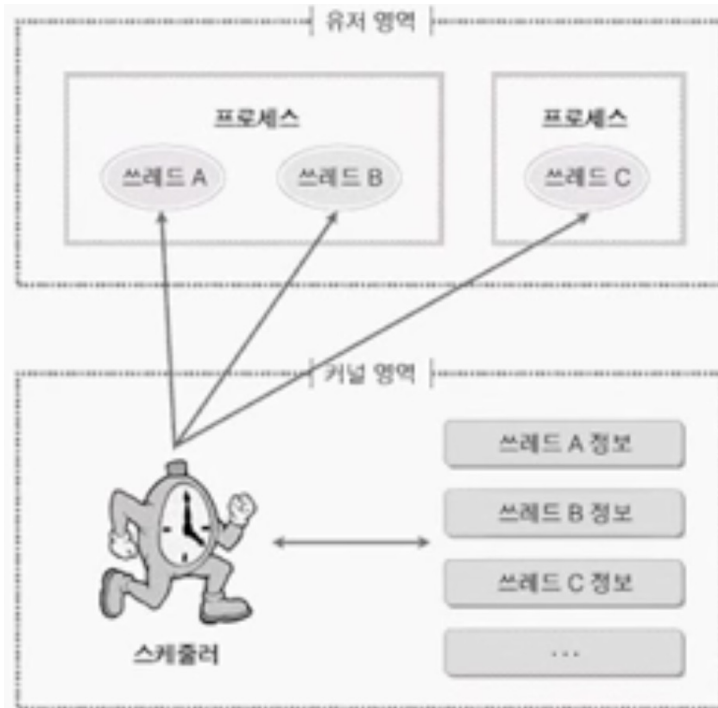 유저 영역
프로세스
프로세스
쓰레드 A
쓰레드 B
쓰레드 C
커널 영역
쓰레드 A 정보
쓰레드 B 정보
쓰레드 C 정보
...
스케줄러